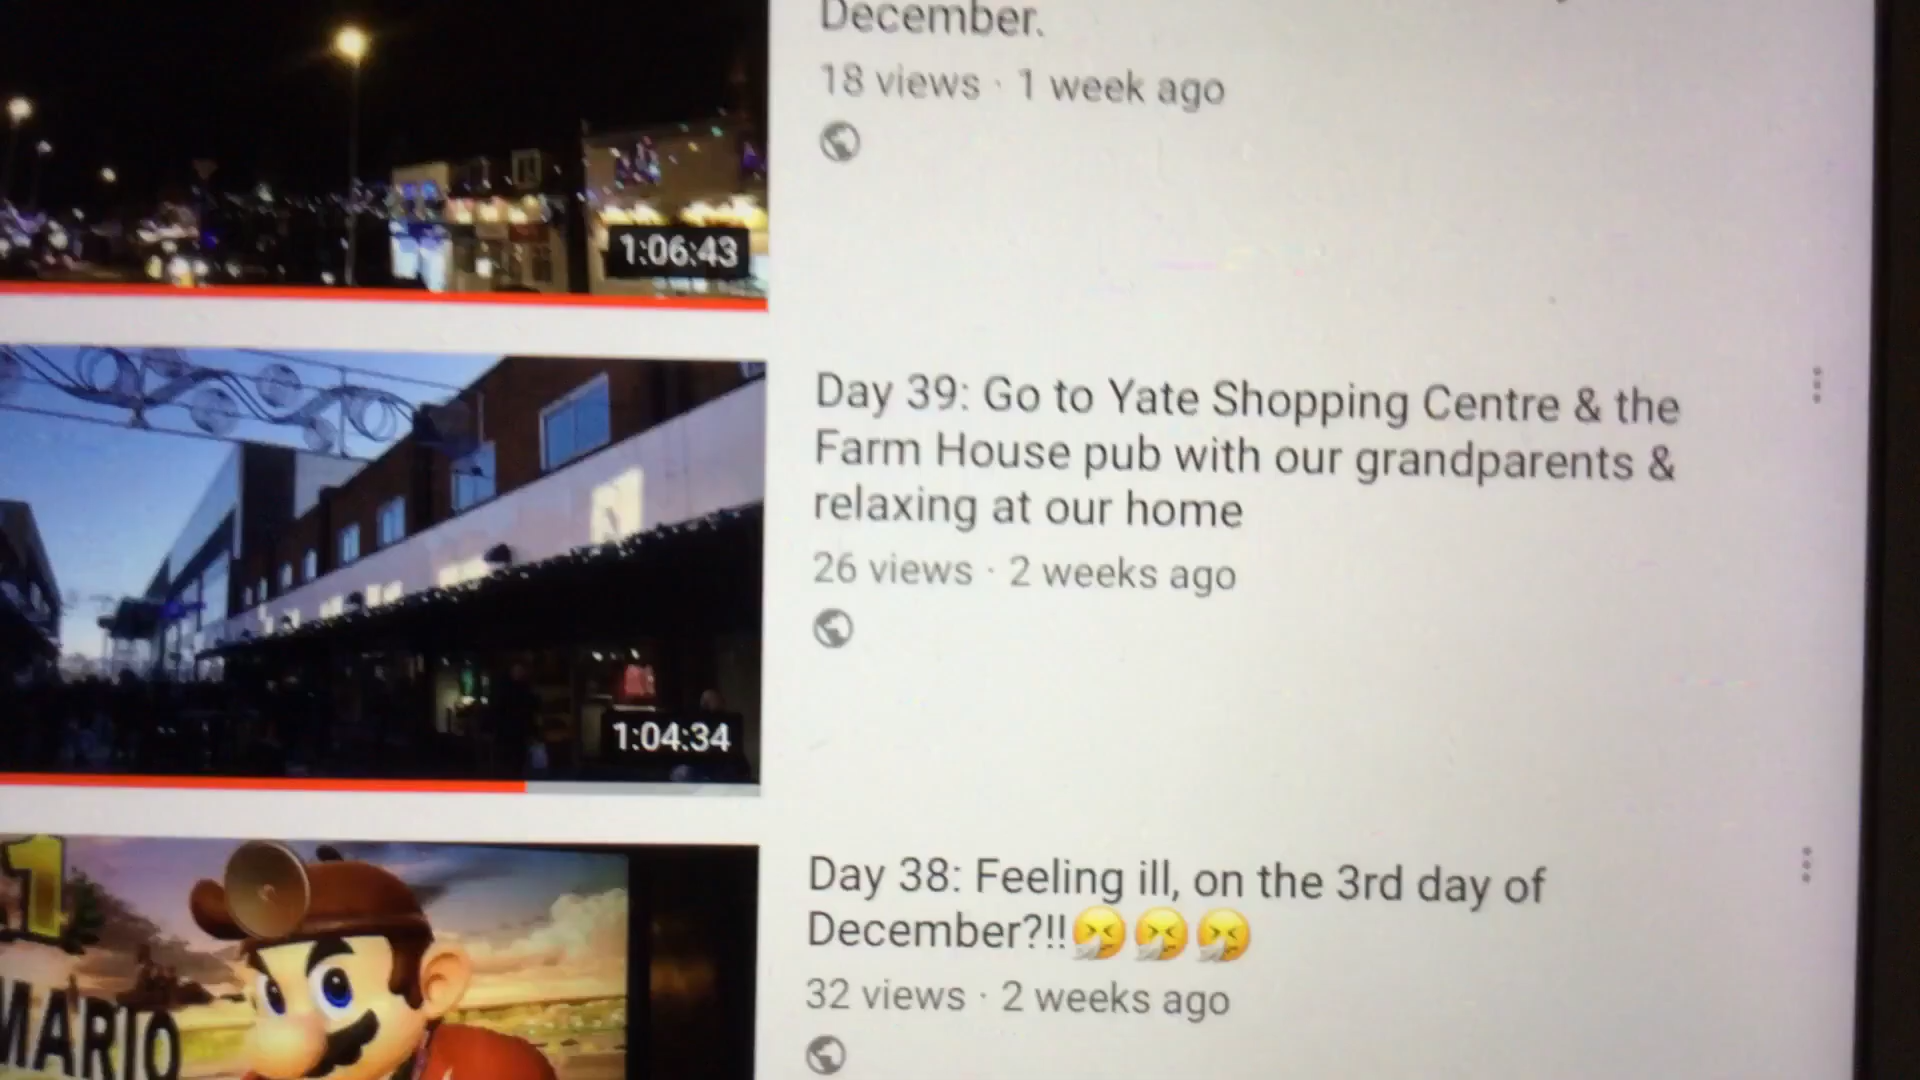 December.
18 views · 1 week ago
1:06:43
Day 39: Go to Yate Shopping Centre & the
Farm House pub with our grandparents &
relaxing at our home
26 views · 2 weeks ago
1:04:34
Day 38: Feeling ill, on the 3rd day of
December?!!🤧🤧🤧
32 views · 2 weeks ago
1
MARIO